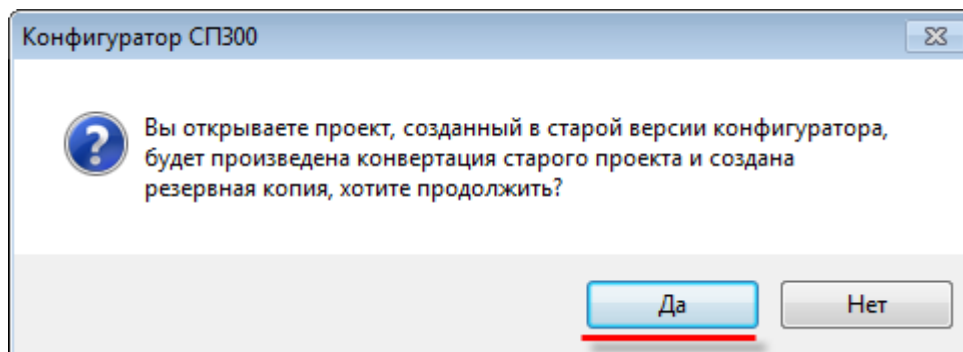 Конфигуратор СП300
Вы открываете проект, созданный в старой версии конфигуратора,
будет произведена конвертация старого проекта и создана
резервная копия, хотите продолжить?
Да
Нет